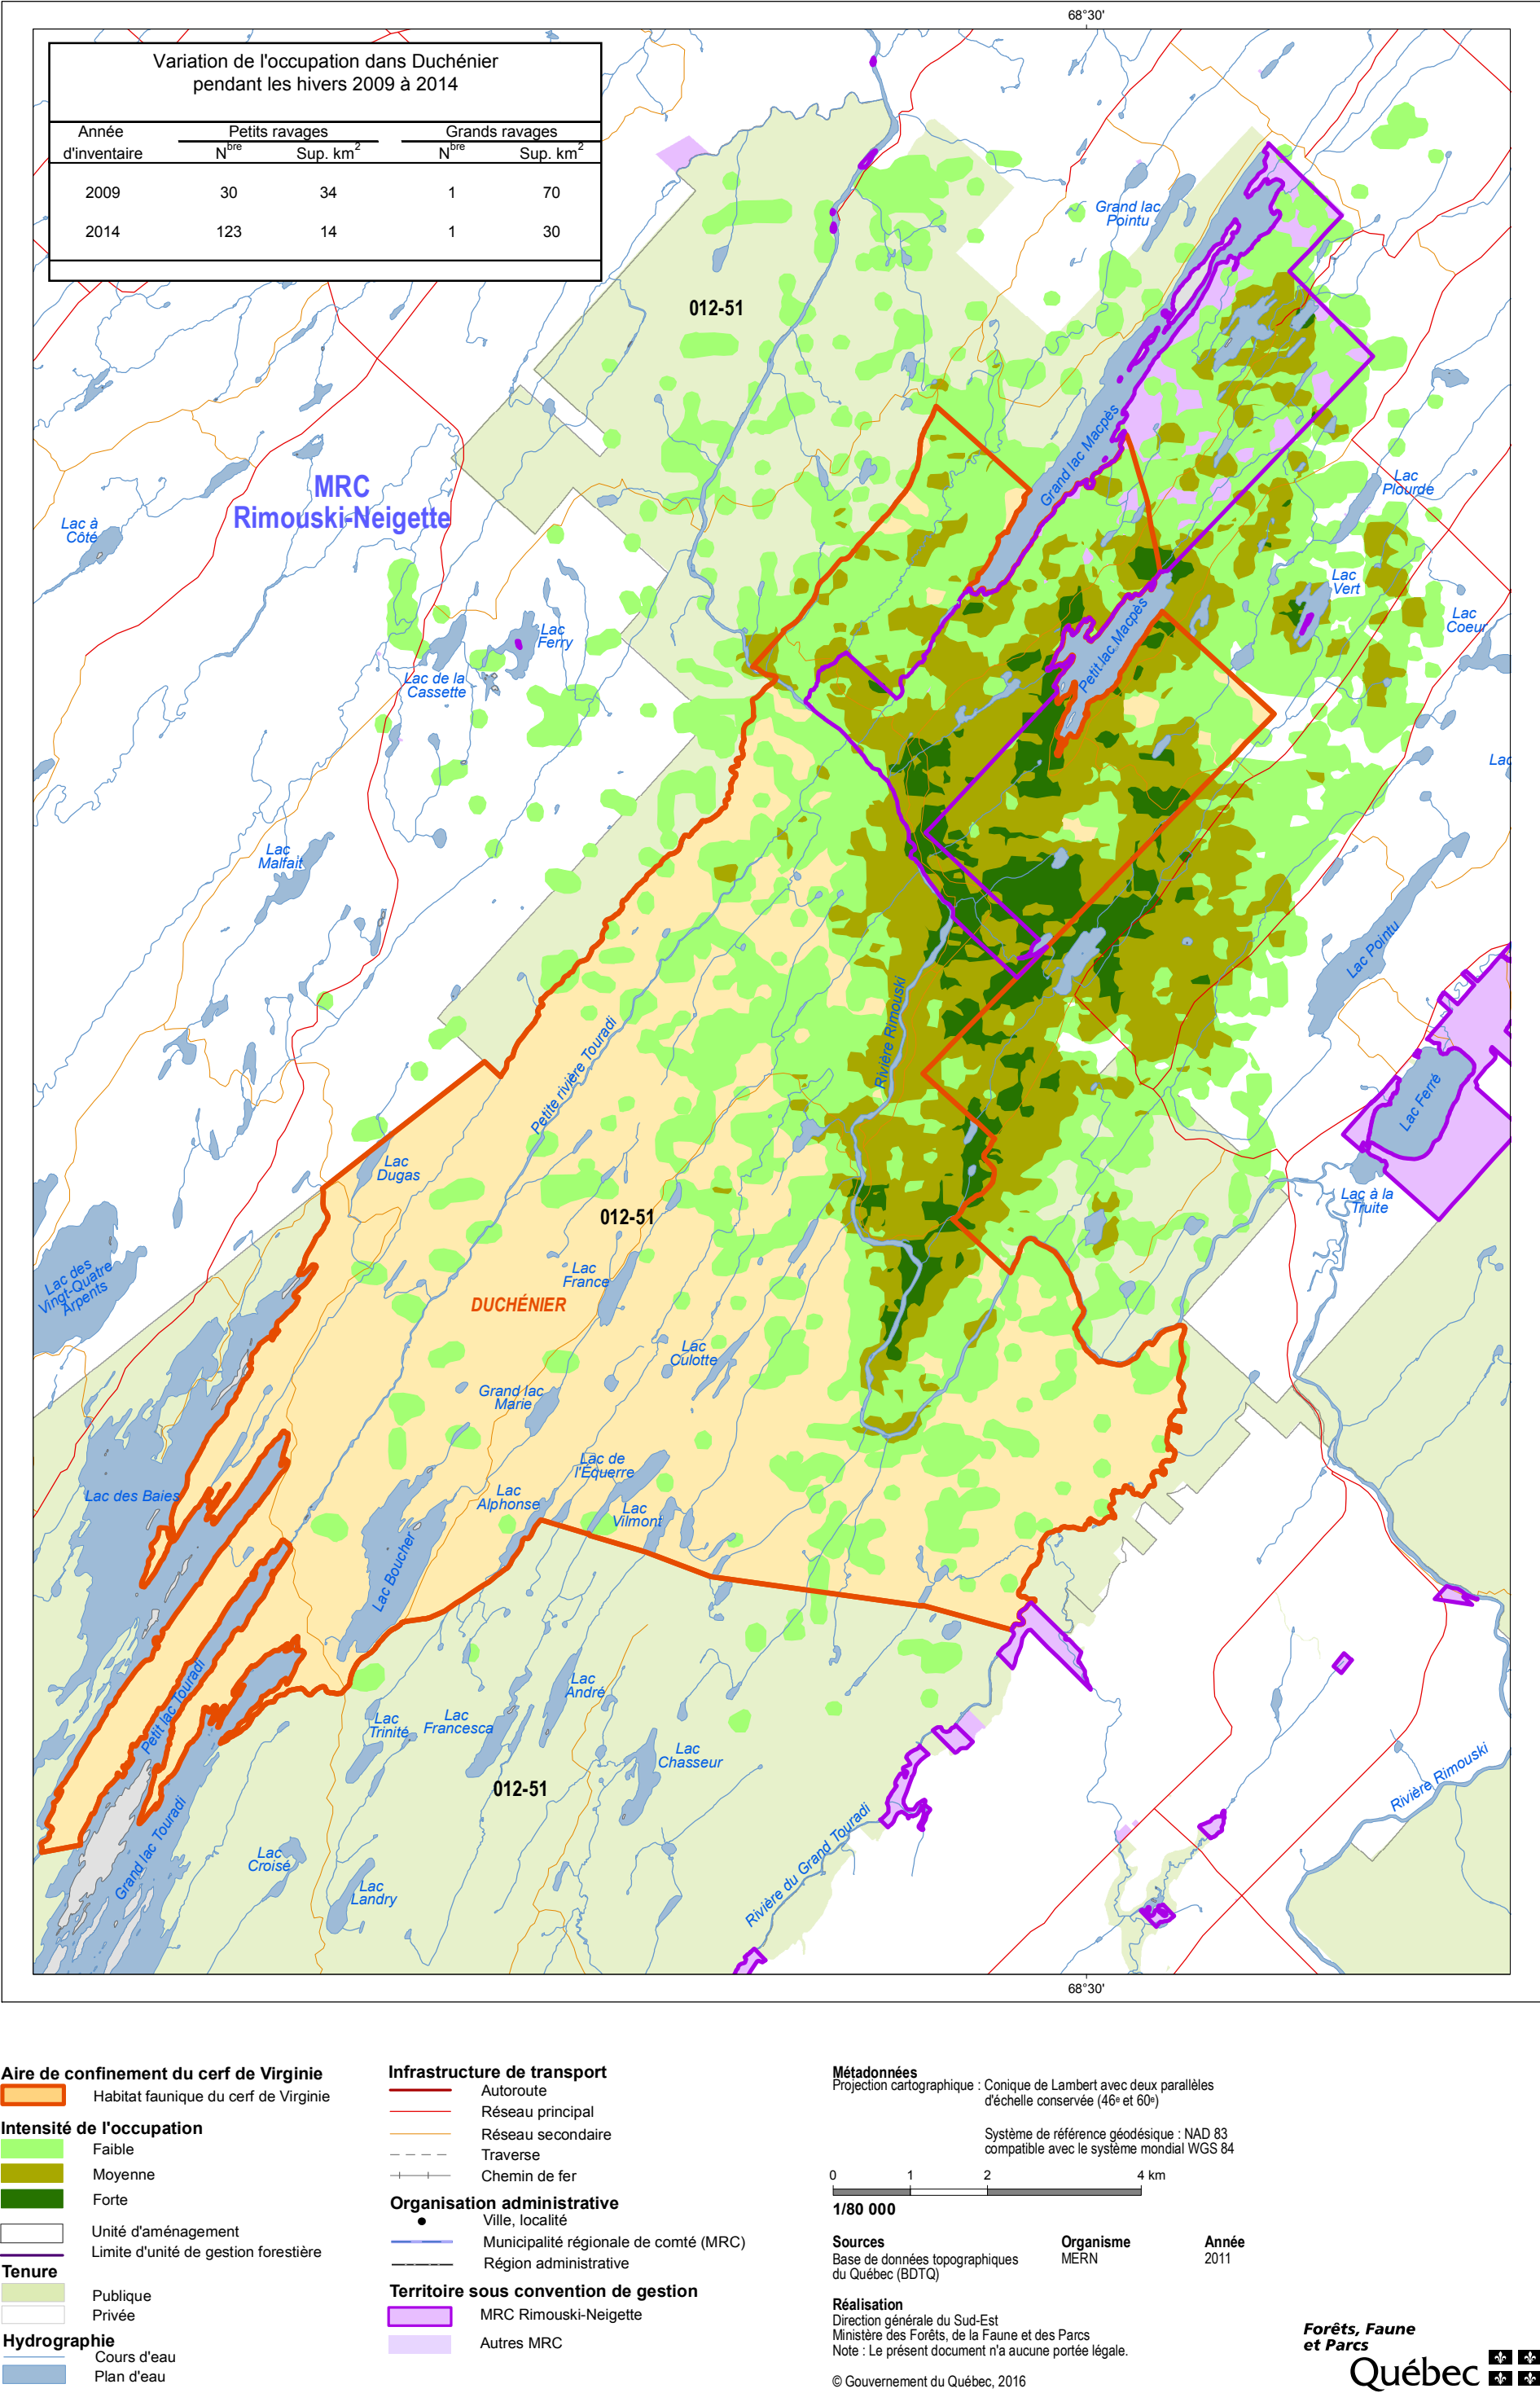 68°30'
Variation de l'occupation dans Duchénier
pendant les hivers 2009 à 2014
Année Petits ravages Grands ravages
d'inventaire Nbre Sup. km2 Nbre Sup. km2
2009 30 34 1 70
2014 123 14 1 30
012-51
Grand lac
Pointu
MRC
Rimouski-Neigette
Lac à
Côté
Grand lac Macpès
Lac
Plourde
Lac
Vert
Lac
Coeur
Lac
Ferry
Lac de la
Cassette
Petit lac Macpès
Lac
Lac
Malfait
Lac Pointu
Rivière Rimouski
Petite rivière Touradi
Lac Ferré
Lac
Dugas
Lac à la
Truite
012-51
Lac des
Vingt-Quatre
Arpents
Lac
France
DUCHÉNIER
Lac
Culotte
Grand lac
Marie
Lac de
l'Équerre
Lac des Baies
Lac
Alphonse
Lac
Vilmont
Lac Boucher
Petit lac Touradi
Lac
André
Lac
Trinité
Lac
Francesca
Lac
Chasseur
012-51
Rivière Rimouski
Grand lac Touradi
Rivière du Grand Touradi
Lac
Croisé
Lac
Landry
68°30'
Aire de confinement du cerf de Virginie
Habitat faunique du cerf de Virginie
Intensité de l'occupation
Faible
Moyenne
Forte
Unité d'aménagement
Limite d'unité de gestion forestière
Tenure
Publique
Privée
Hydrographie
Cours d'eau
Plan d'eau
Infrastructure de transport
Autoroute
Réseau principal
Réseau secondaire
Traverse
Chemin de fer
Organisation administrative
Ville, localité
Municipalité régionale de comté (MRC)
Région administrative
Territoire sous convention de gestion
MRC Rimouski-Neigette
Autres MRC
Métadonnées
Projection cartographique : Conique de Lambert avec deux parallèles
d'échelle conservée (46e et 60e)
Système de référence géodésique : NAD 83
compatible avec le système mondial WGS 84
0 1 2 4 km
1/80 000
Sources Organisme Année
Base de données topographiques MERN 2011
du Québec (BDTQ)
Réalisation
Direction générale du Sud-Est
Ministère des Forêts, de la Faune et des Parcs
Note : Le présent document n'a aucune portée légale.
© Gouvernement du Québec, 2016
Forêts, Faune
et Parcs
Québec